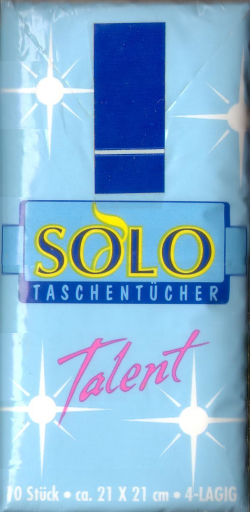 SOLO
TASCHENTÜCHER
Talent
10 Stück • ca. 21 X 21 cm • 4-LAGIG